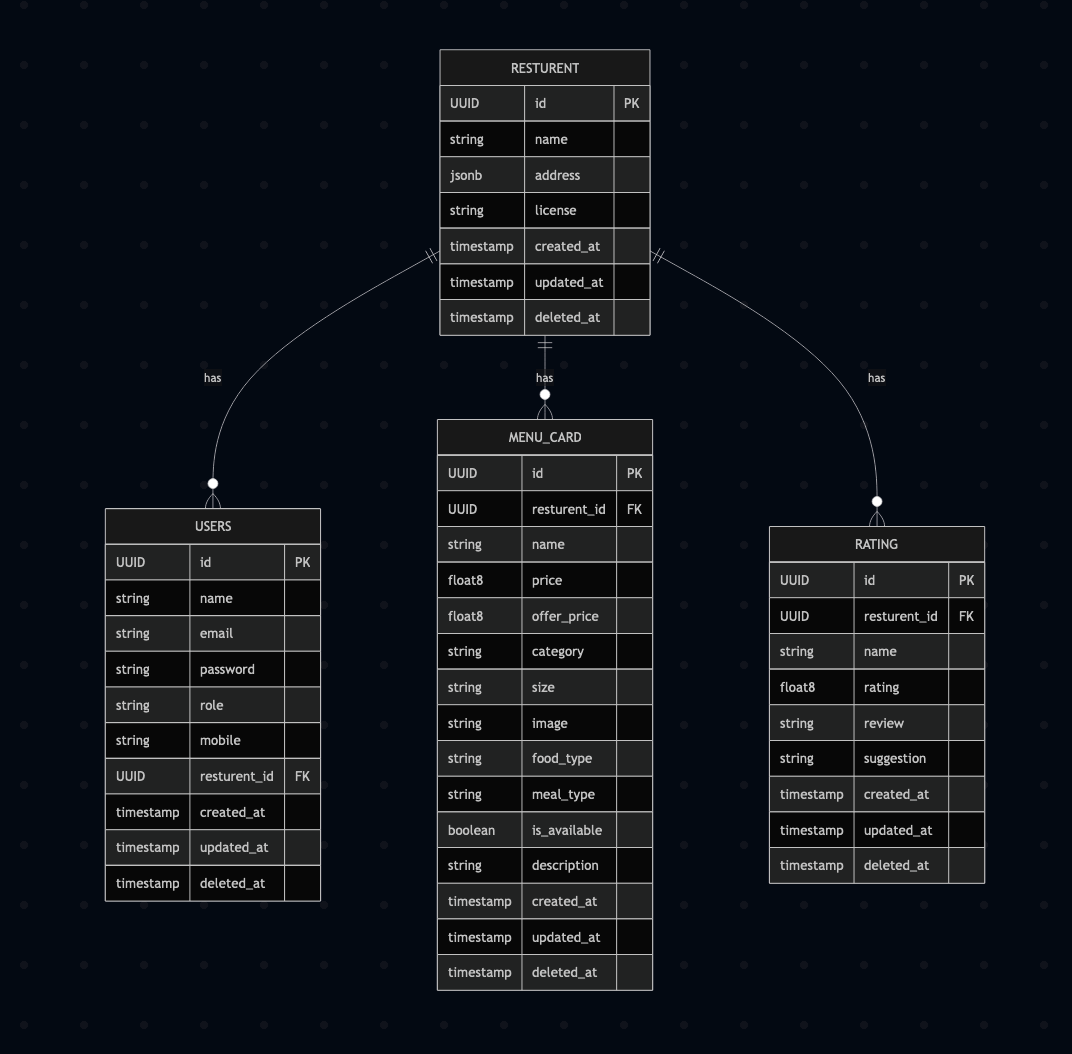 RESTURENT
UUID id PK
string name
jsonb address
string license
timestamp created_at
timestamp updated_at
timestamp deleted_at
has
has
has
USERS
UUID id PK
string name
string email
string password
string role
string mobile
UUID resturent_id FK
timestamp created_at
timestamp updated_at
timestamp deleted_at
MENU_CARD
UUID id PK
UUID resturent_id FK
string name
float8 price
float8 offer_price
string category
string size
string image
string food_type
string meal_type
boolean is_available
string description
timestamp created_at
timestamp updated_at
timestamp deleted_at
RATING
UUID id PK
UUID resturent_id FK
string name
float8 rating
string review
string suggestion
timestamp created_at
timestamp updated_at
timestamp deleted_at